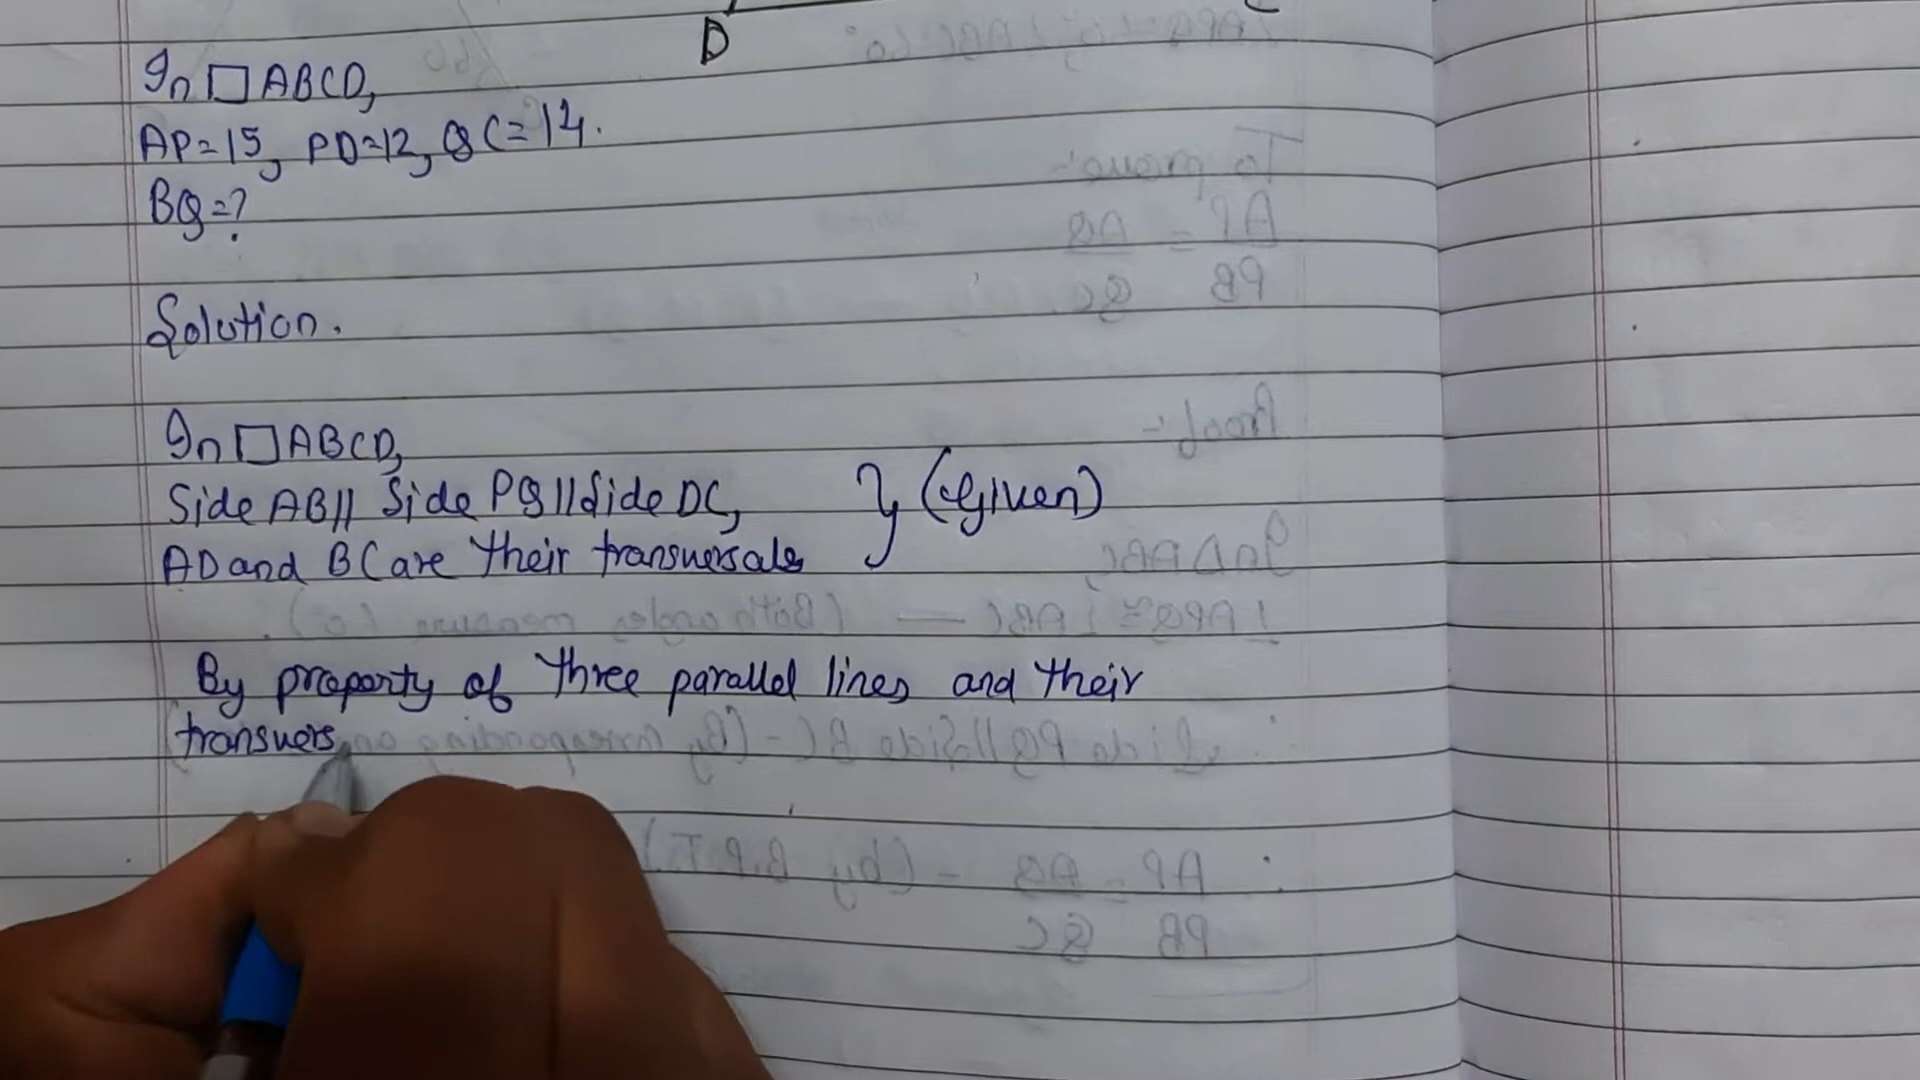 D
In □ABCD,
AP=15, PD=12, QC=14.
BQ=?
Solution.
In □ABCD,
Side AB|| Side PQ||Side DC, } (Given)
AD and BC are their transversals
By property of three parallel lines and their
transvers